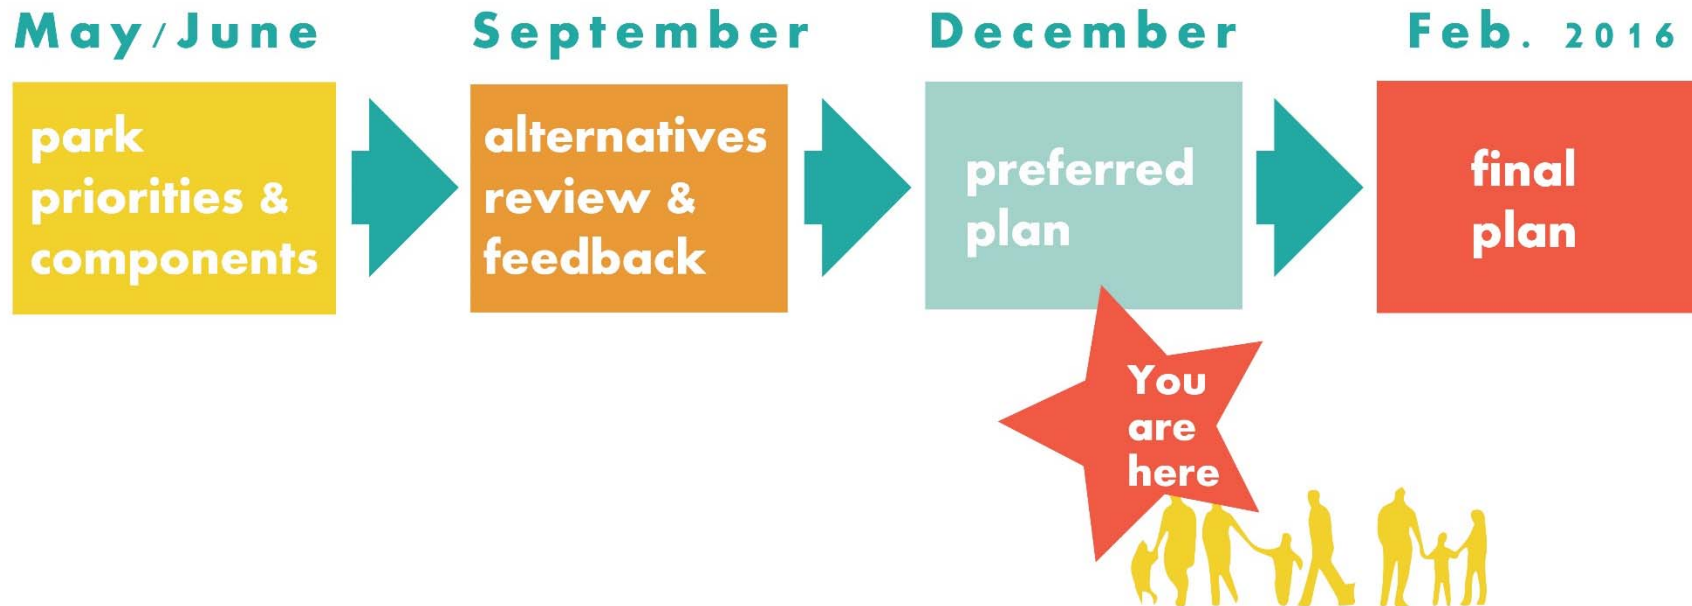 May/June
September
December
Feb. 2016
park
priorities &
components
alternatives
review &
feedback
preferred
plan
final
plan
You
are
here